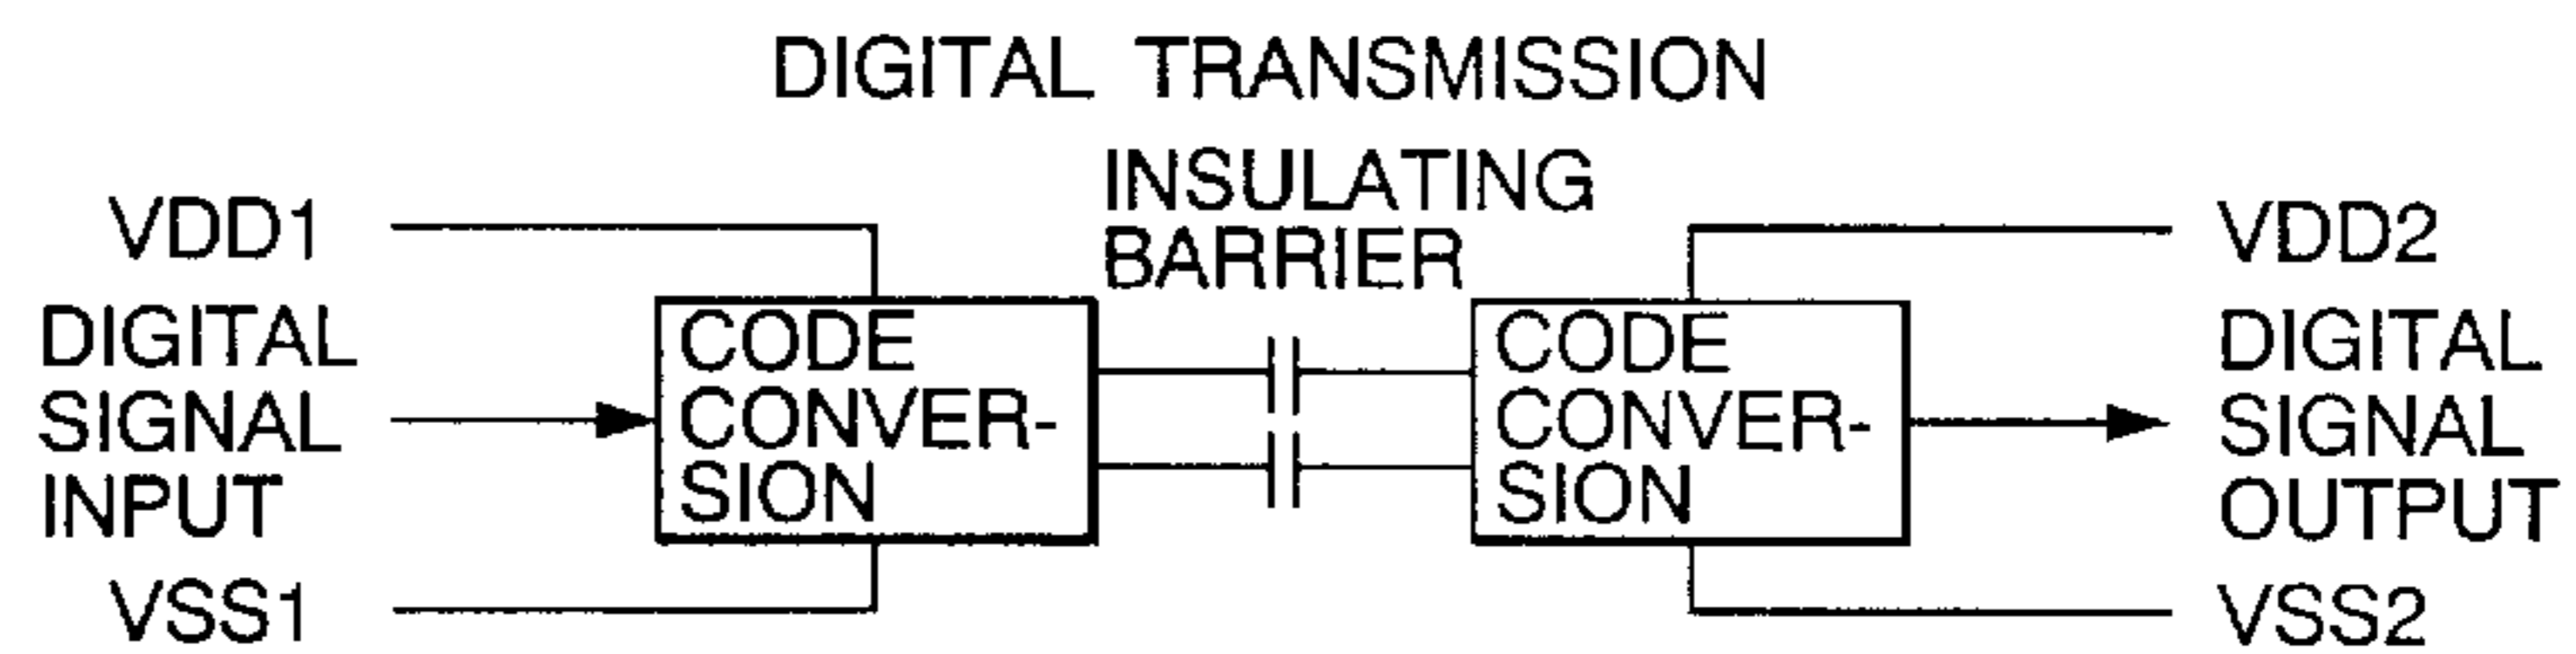 DIGITAL TRANSMISSION
INSULATING
BARRIER
VDD1
DIGITAL
SIGNAL
INPUT
VSS1
CODE
CONVER-
SION
CODE
CONVER-
SION
VDD2
DIGITAL
SIGNAL
OUTPUT
VSS2